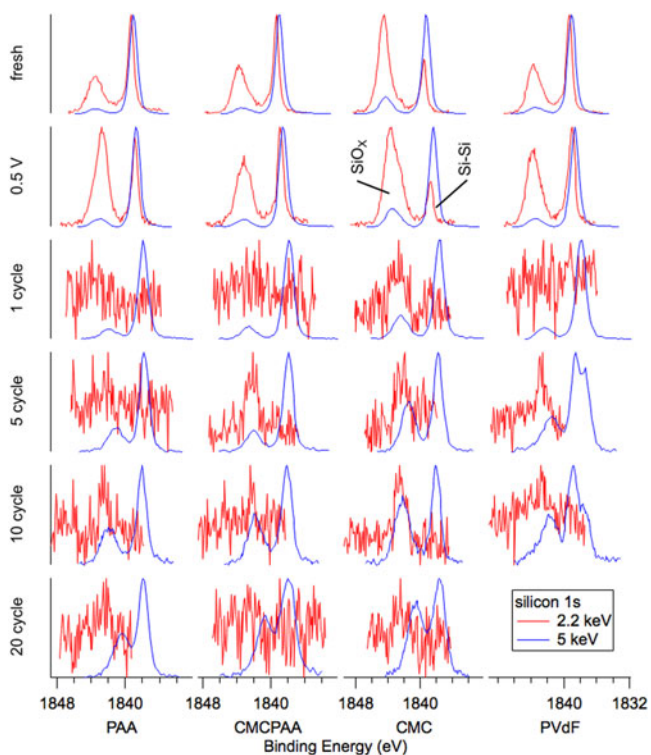 fresh
0.5 V
SiOX
Si-Si
1 cycle
5 cycle
10 cycle
20 cycle
silicon 1s
2.2 keV
5 keV
1848 1840 1848 1840 1848 1840 1840 1832
PAA CMCPAA CMC PVdF
Binding Energy (eV)